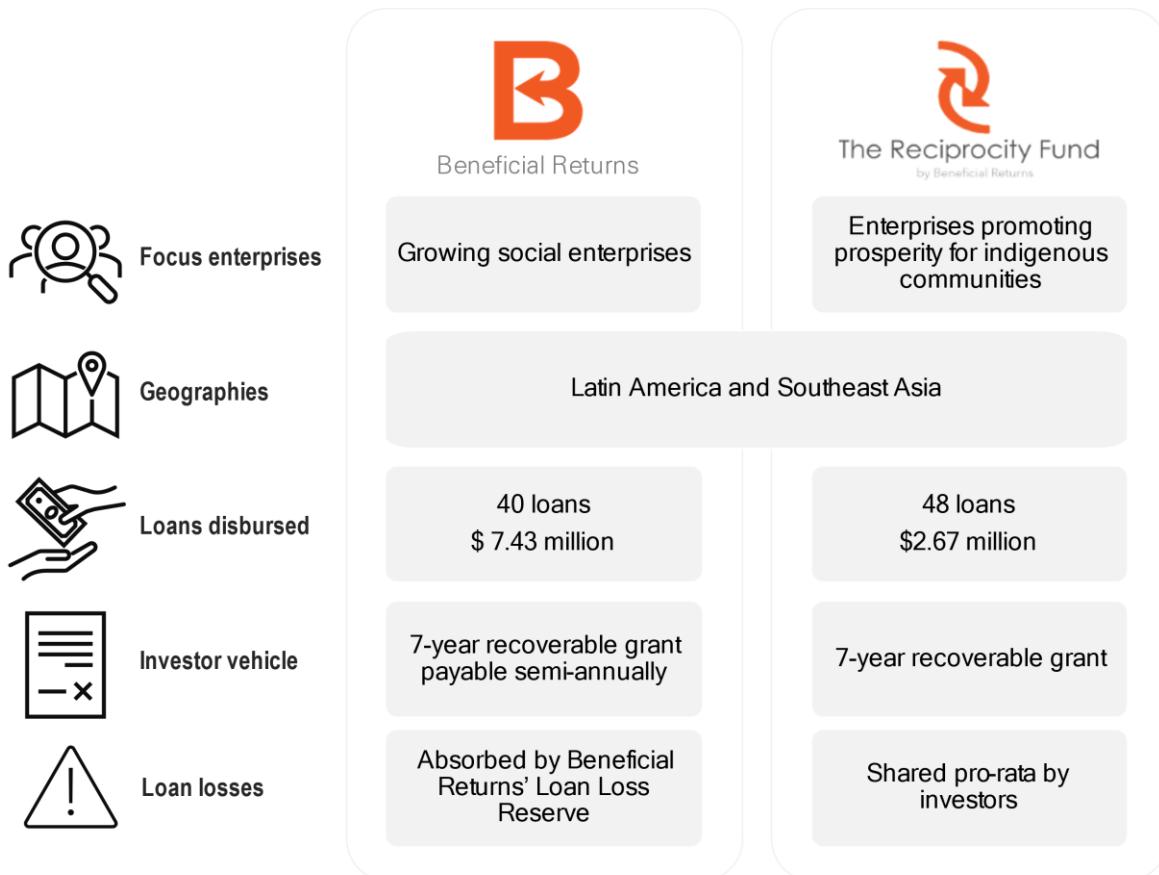 Beneficial Returns
The Reciprocity Fund
by Beneficial Returns
Focus enterprises
Growing social enterprises
Enterprises promoting
prosperity for indigenous
communities
Geographies
Latin America and Southeast Asia
Loans disbursed
40 loans
$ 7.43 million
48 loans
$2.67 million
Investor vehicle
7-year recoverable grant
payable semi-annually
7-year recoverable grant
Loan losses
Absorbed by Beneficial
Returns’ Loan Loss
Reserve
Shared pro-rata by
investors